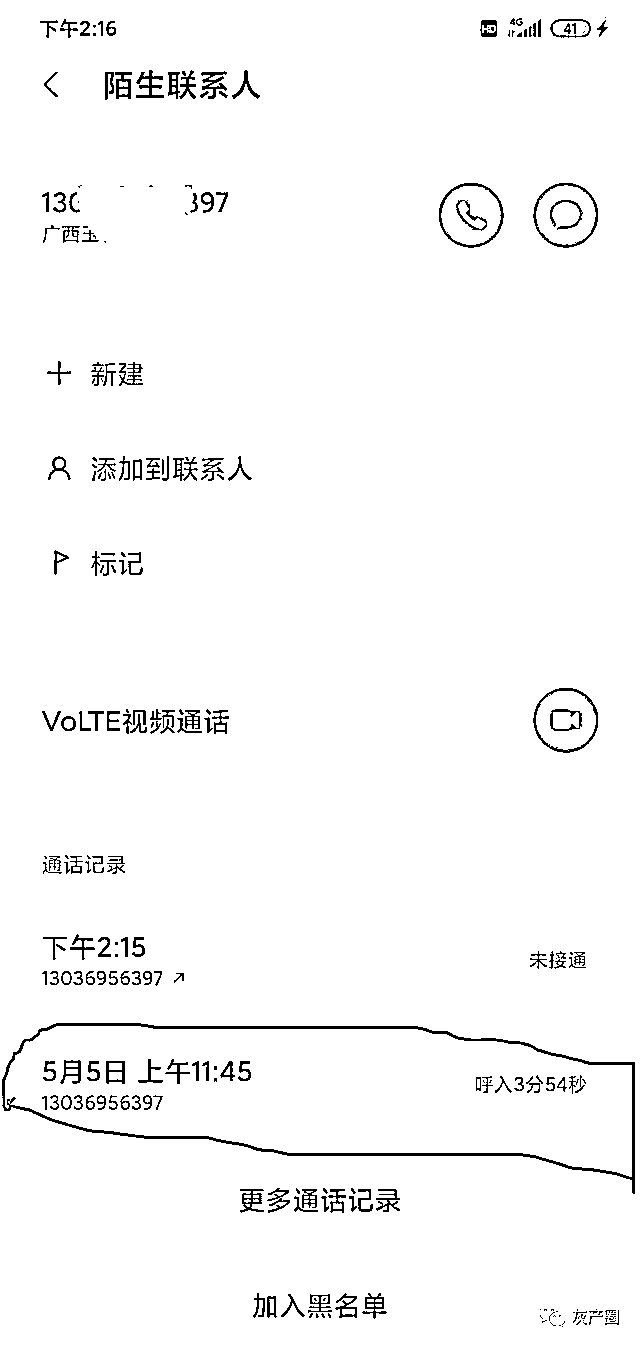 下午2:16 HD 4G 41
陌生联系人
130 397
广西玉
新建
添加到联系人
标记
VoLTE视频通话
通话记录
下午2:15
未接通
13036956397
5月5日 上午11:45
呼入3分54秒
13036956397
更多通话记录
加入黑名单
灰产圈